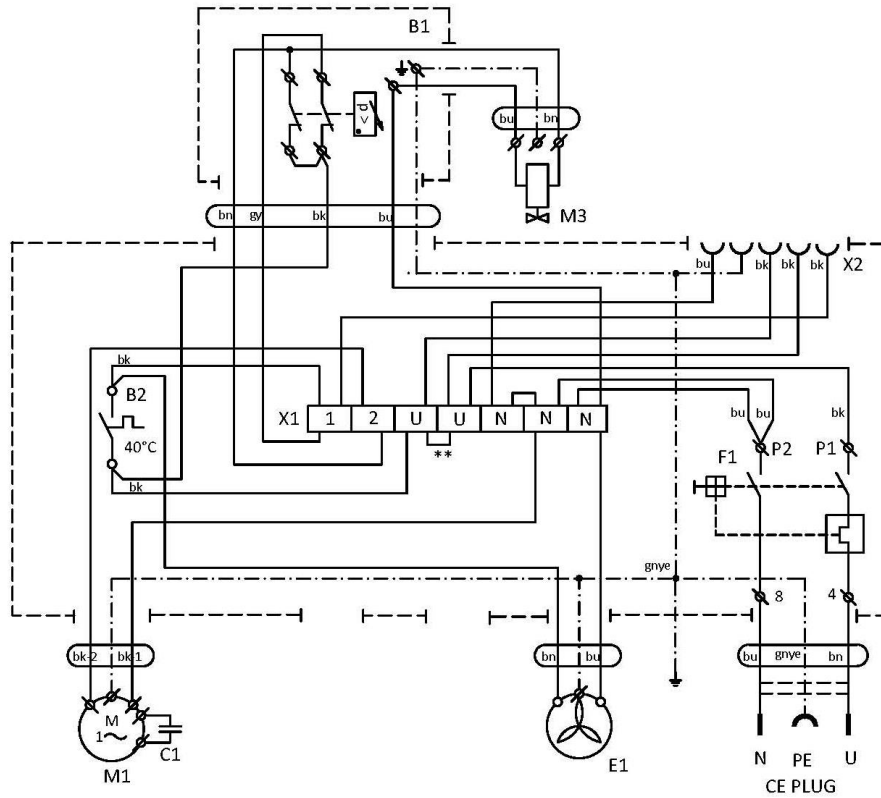 B1
< p
bu bn
M3
bn gy bk bu
bu bk bk bk X2
bk
B2
40°C
X1 1 2 U U N N N
**
bk
bu bu bk
F1 P2 P1
gnye
8 4
bk-2 bk-1
bn bu
bu gnye bn
M
1
C1
M1
E1
N PE U
CE PLUG